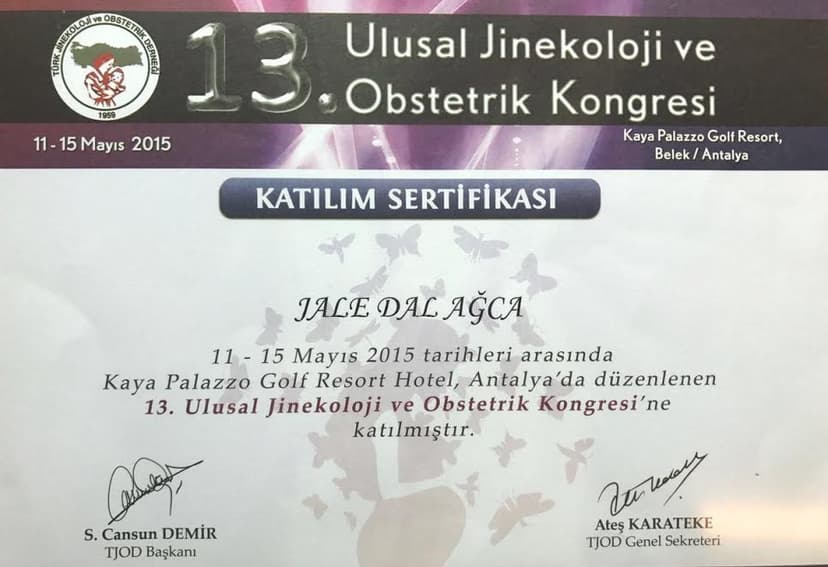 TÜRK JİNEKOLOJİ ve OBSTETRİK DERNEĞİ
1959
13. Ulusal Jinekoloji ve
Obstetrik Kongresi
11 - 15 Mayıs 2015
Kaya Palazzo Golf Resort,
Belek / Antalya
KATILIM SERTİFİKASI
JALE DAL AĞCA
11 - 15 Mayıs 2015 tarihleri arasında
Kaya Palazzo Golf Resort Hotel, Antalya’da düzenlenen
13. Ulusal Jinekoloji ve Obstetrik Kongresi’ne
katılmıştır.
S. Cansun DEMİR
TJOD Başkanı
Ateş KARATEKE
TJOD Genel Sekreteri